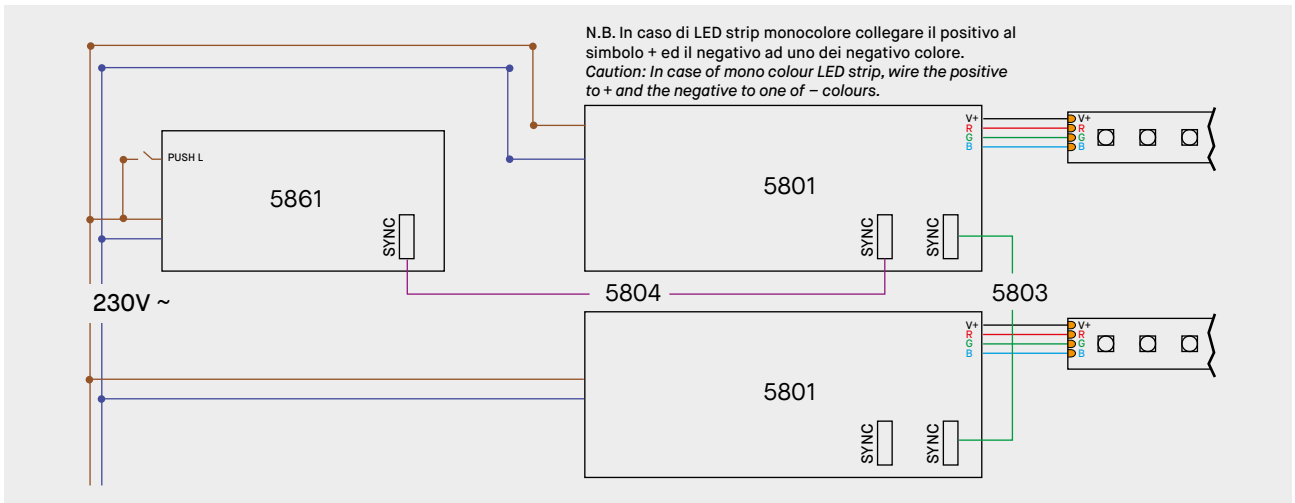 N.B. In caso di LED strip monocolore collegare il positivo al
simbolo + ed il negativo ad uno dei negativo colore.
Caution: In case of mono colour LED strip, wire the positive
to + and the negative to one of – colours.
PUSH L
5861
SYNC
5801
V+
R
G
B
SYNC
SYNC
V+
R
G
B
230V ~
5804
5803
5801
V+
R
G
B
SYNC
SYNC
V+
R
G
B